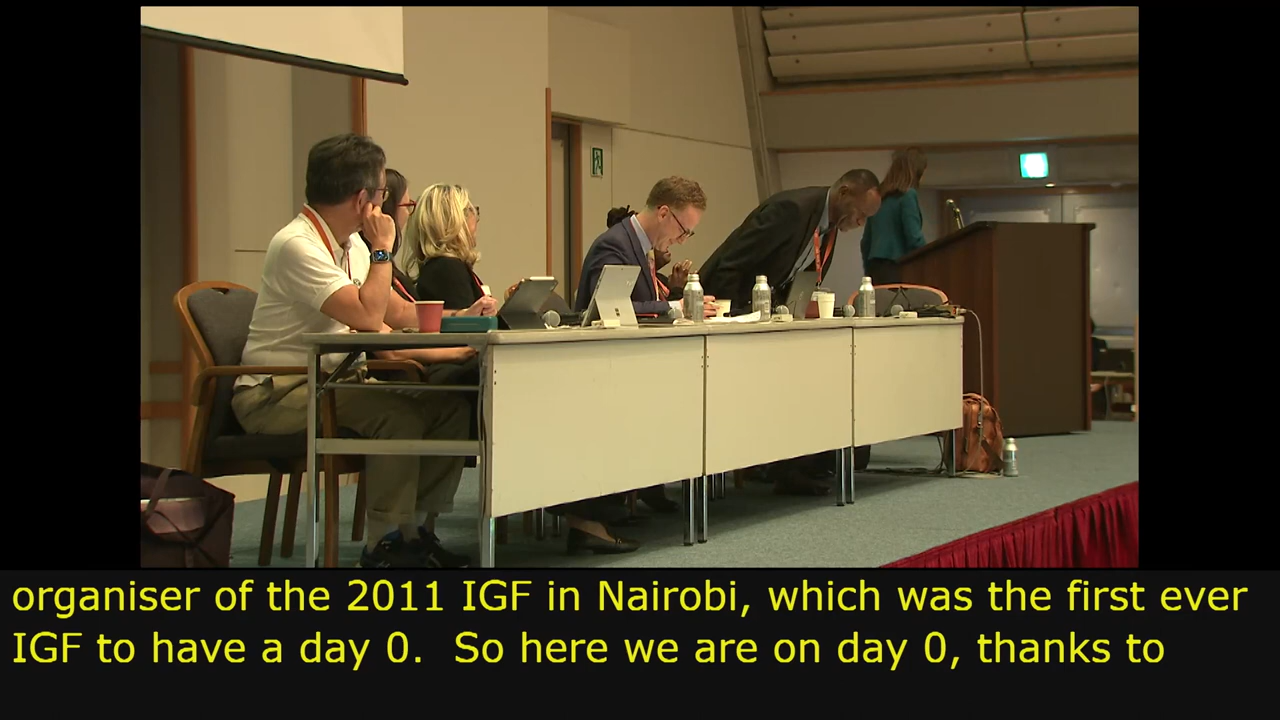 organiser of the 2011 IGF in Nairobi, which was the first ever
IGF to have a day 0.  So here we are on day 0, thanks to